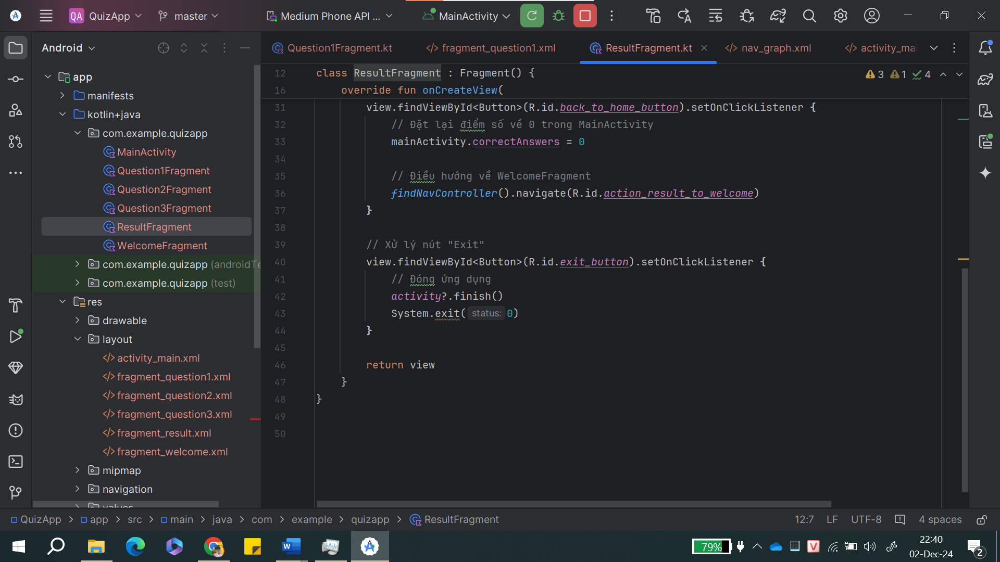 QA QuizApp master Medium Phone API ... MainActivity
Android
Question1Fragment.kt fragment_question1.xml ResultFragment.kt nav_graph.xml activity_mai
app
manifests
kotlin+java
com.example.quizapp
MainActivity
Question1Fragment
Question2Fragment
Question3Fragment
ResultFragment
WelcomeFragment
com.example.quizapp (androidTe
com.example.quizapp (test)
res
drawable
layout
activity_main.xml
fragment_question1.xml
fragment_question2.xml
fragment_question3.xml
fragment_result.xml
fragment_welcome.xml
mipmap
navigation
values
3 1 4
12 class ResultFragment : Fragment() {
16 override fun onCreateView(
31 view.findViewById<Button>(R.id.back_to_home_button).setOnClickListener {
32 // Đặt lại điểm số về 0 trong MainActivity
33 mainActivity.correctAnswers = 0
34
35 // Điều hướng về WelcomeFragment
36 findNavController().navigate(R.id.action_result_to_welcome)
37 }
38
39 // Xử lý nút "Exit"
40 view.findViewById<Button>(R.id.exit_button).setOnClickListener {
41 // Đóng ứng dụng
42 activity?.finish()
43 System.exit( status: 0)
44 }
45
46 return view
47 }
48 }
49
50
QuizApp > app > src > main > java > com > example > quizapp > ResultFragment
12:7 LF UTF-8 4 spaces
79%
V
W
22:40
02-Dec-24
2